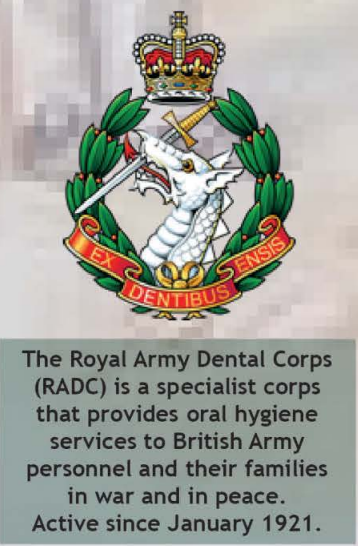 EX DENTIBUS ENSIS
The Royal Army Dental Corps
(RADC) is a specialist corps
that provides oral hygiene
services to British Army
personnel and their families
in war and in peace.
Active since January 1921.